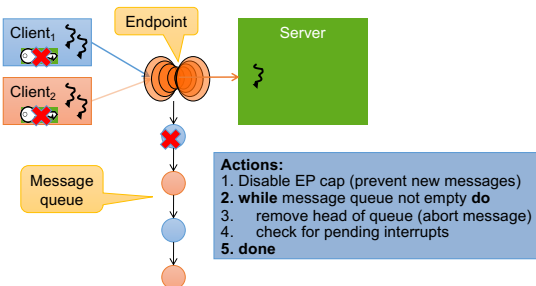 Endpoint
Client1
Server
Client2
Message
queue
Actions:
1. Disable EP cap (prevent new messages)
2. while message queue not empty do
3. remove head of queue (abort message)
4. check for pending interrupts
5. done